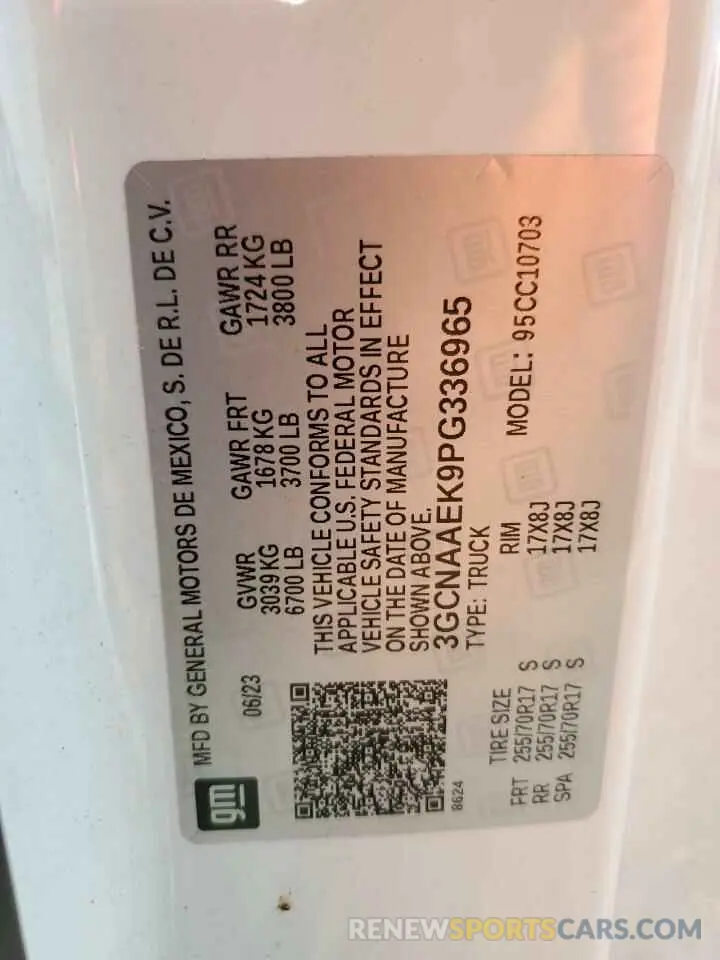 gm
MFD BY GENERAL MOTORS DE MEXICO, S. DE R.L. DE C.V.
06/23
GVWR GAWR FRT GAWR RR
3039 KG 1678 KG 1724 KG
6700 LB 3700 LB 3800 LB
THIS VEHICLE CONFORMS TO ALL
APPLICABLE U.S. FEDERAL MOTOR
VEHICLE SAFETY STANDARDS IN EFFECT
ON THE DATE OF MANUFACTURE
SHOWN ABOVE.
3GCNAAEK9PG336965
TYPE: TRUCK
8624
MODEL: 95CC10703
TIRE SIZE RIM
FRT 255/70R17 S 17X8J
RR 255/70R17 S 17X8J
SPA 255/70R17 S 17X8J
RENEWSPORTSCARS.COM